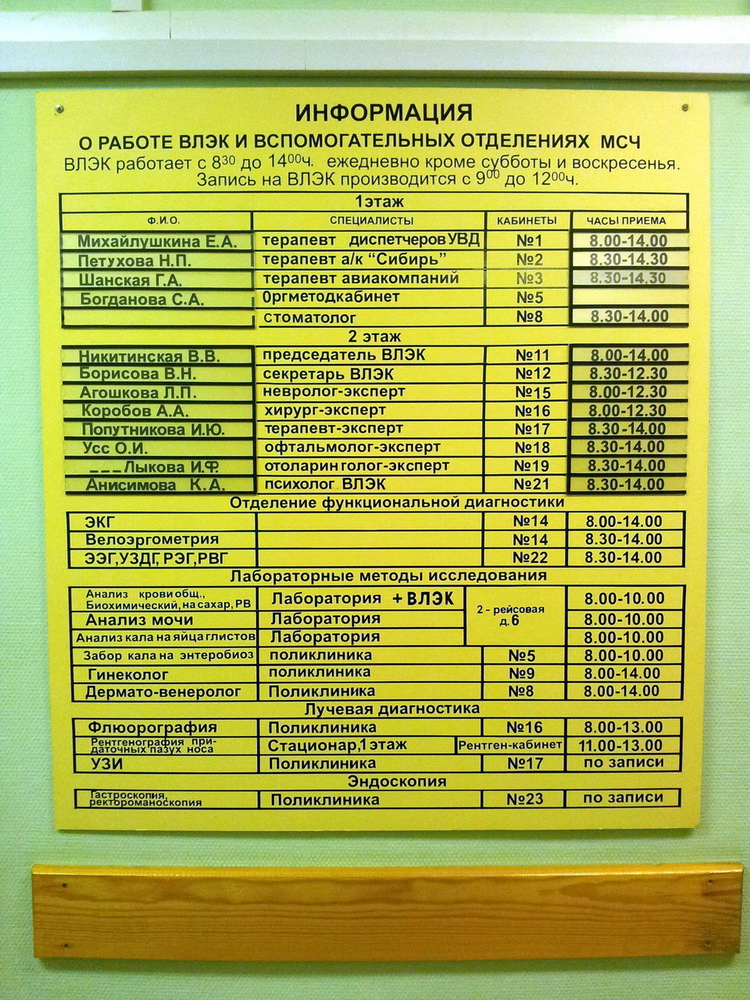 ИНФОРМАЦИЯ
О РАБОТЕ ВЛЭК И ВСПОМОГАТЕЛЬНЫХ ОТДЕЛЕНИЯХ МСЧ
ВЛЭК работает с 8³⁰ до 14⁰⁰ч. ежедневно кроме субботы и воскресенья.
Запись на ВЛЭК производится с 9⁰⁰ до 12⁰⁰ч.
1этаж
Ф.И.О. СПЕЦИАЛИСТЫ КАБИНЕТЫ ЧАСЫ ПРИЕМА
Михайлушкина Е.А. терапевт диспетчеров УВД №1 8.00-14.00
Петухова Н.П. терапевт а/к “Сибирь” №2 8.30-14.30
Шанская Г.А. терапевт авиакомпаний №3 8.30-14.30
Богданова С.А. Оргметодкабинет №5
стоматолог №8 8.30-14.00
2 этаж
Никитинская В.В. председатель ВЛЭК №11 8.00-14.00
Борисова В.Н. секретарь ВЛЭК №12 8.30-12.30
Агошкова Л.П. невролог-эксперт №15 8.00-12.30
Коробов А.А. хирург-эксперт №16 8.00-12.30
Попутникова И.Ю. терапевт-эксперт №17 8.30-14.00
Усс О.И. офтальмолог-эксперт №18 8.30-14.00
---Лыкова И.Ф. отоларинголог-эксперт №19 8.30-14.00
Анисимова К.А. психолог ВЛЭК №21 8.30-14.00
Отделение функциональной диагностики
ЭКГ №14 8.00-14.00
Велоэргометрия №14 8.30-14.00
ЭЭГ,УЗДГ,РЭГ,РВГ №22 8.30-14.00
Лабораторные методы исследования
Анализ крови общ.,
Биохимический, на сахар, РВ Лаборатория + ВЛЭК 2-рейсовая д.6 8.00-10.00
Анализ мочи Лаборатория 8.00-10.00
Анализ кала на яйца глистов Лаборатория 8.00-10.00
Забор кала на энтеробиоз поликлиника №5 8.00-10.00
Гинеколог поликлиника №9 8.00-14.00
Дермато-венеролог Поликлиника №8 8.00-14.00
Лучевая диагностика
Флюорография Поликлиника №16 8.00-13.00
Рентгенография при-
даточных пазух носа Стационар,1этаж Рентген-кабинет 11.00-13.00
УЗИ Поликлиника №17 по записи
Эндоскопия
Гастроскопия,
ректороманоскопия Поликлиника №23 по записи